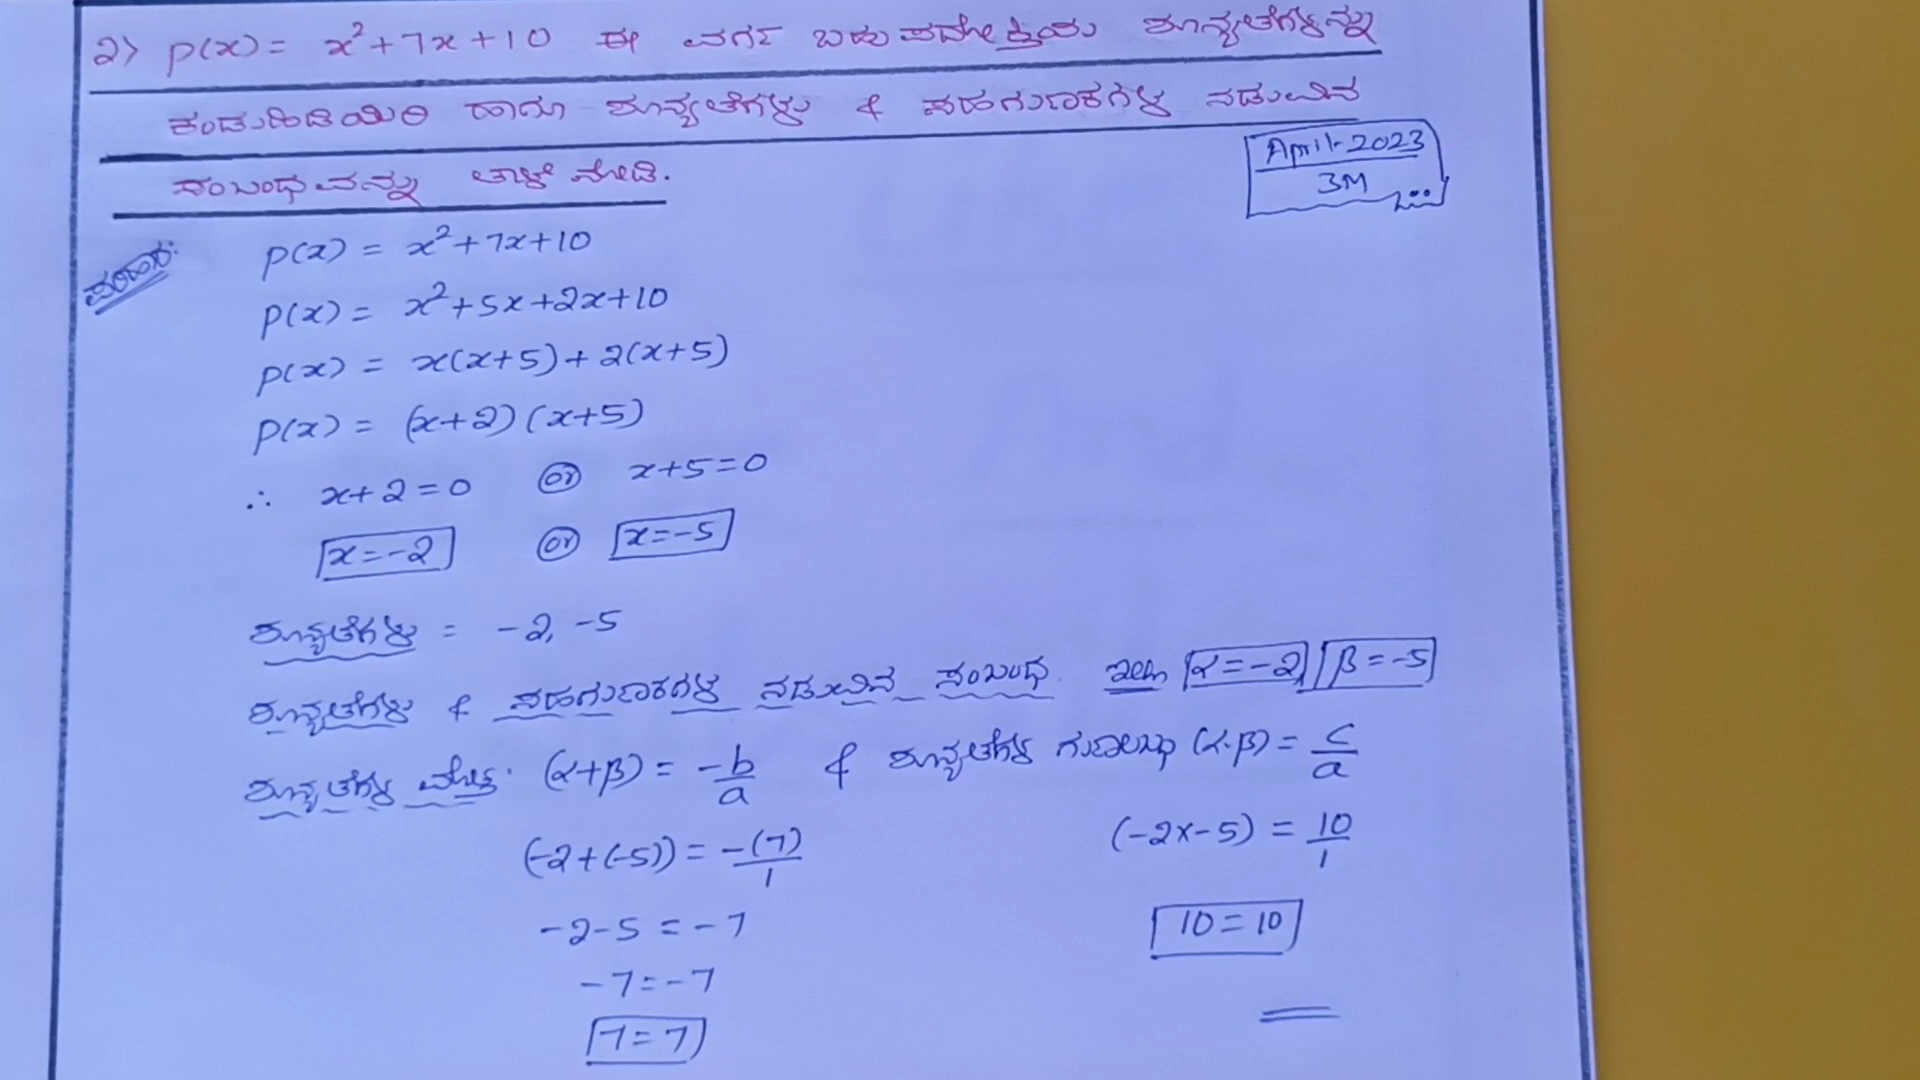 2> p(x) = x²+7x+10 ಈ ವರ್ಗ ಬಹುಪದೋಕ್ತಿಯ ಶೂನ್ಯತೆಗಳನ್ನು
ಕಂಡುಹಿಡಿಯಿರಿ ಹಾಗೂ ಶೂನ್ಯತೆಗಳು & ಸಹಗುಣಕಗಳ ನಡುವಿನ
ಸಂಬಂಧವನ್ನು ತಾಳೆ ನೋಡಿ.
April-2023
3M
p(x) = x²+7x+10
p(x) = x²+5x+2x+10
p(x) = x(x+5)+2(x+5)
p(x) = (x+2)(x+5)
∴ x+2=0 or x+5=0
x=-2 or x=-5
ಶೂನ್ಯತೆಗಳು = -2, -5
ಶೂನ್ಯತೆಗಳು & ಸಹಗುಣಕಗಳ ನಡುವಿನ ಸಂಬಂಧ. ಇಲ್ಲಿ α=-2, β=-5
ಶೂನ್ಯತೆಗಳ ಮೊತ್ತ: (α+β) = -b/a & ಶೂನ್ಯತೆಗಳ ಗುಣಲಬ್ಧ (α.β) = c/a
(-2+(-5)) = -(7)/1 (-2x-5) = 10/1
-2-5 = -7 10=10
-7=-7
7=7